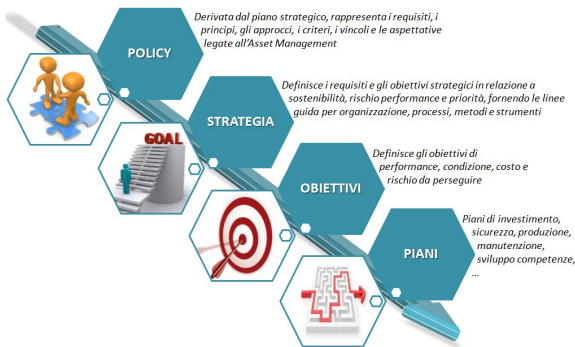 POLICY
Derivata dal piano strategico, rappresenta i requisiti, i
principi, gli approcci, i criteri, i vincoli e le aspettative
legate all'Asset Management
STRATEGIA
Definisce i requisiti e gli obiettivi strategici in relazione a
sostenibilità, rischio performance e priorità, fornendo le linee
guida per organizzazione, processi, metodi e strumenti
GOAL
OBIETTIVI
Definisce gli obiettivi di
performance, condizione, costo e
rischio da perseguire
PIANI
Piani di investimento,
sicurezza, produzione,
manutenzione,
sviluppo competenze,
...